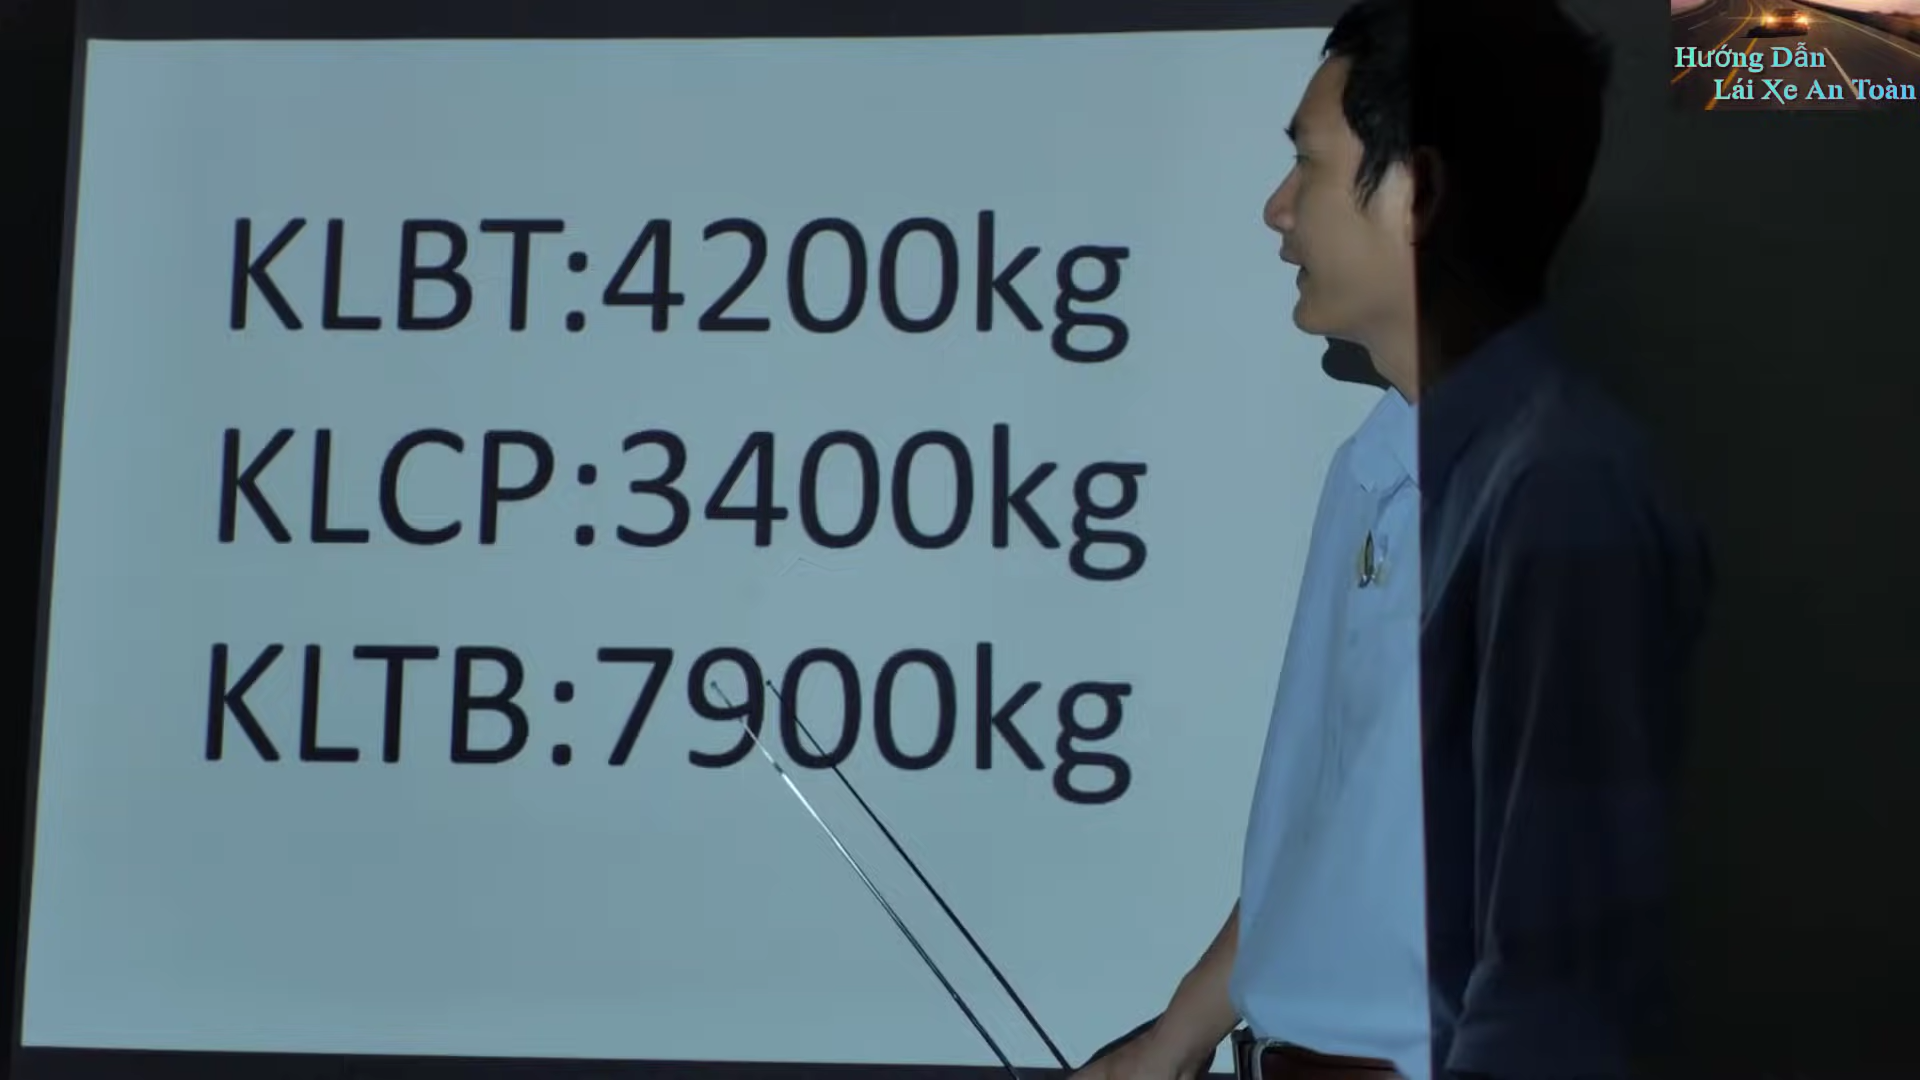 KLBT:4200kg
KLCP:3400kg
KLTB:7900kg
Hướng Dẫn
Lái Xe An Toàn